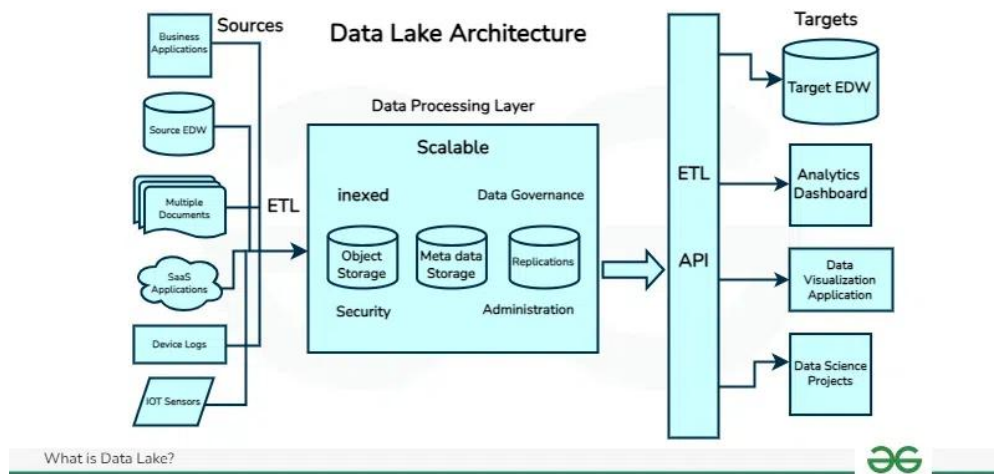 Sources
Data Lake Architecture
Targets
Business
Applications
Source EDW
Multiple
Documents
SaaS
Applications
Device Logs
IOT Sensors
ETL
Data Processing Layer
Scalable
inexed
Data Governance
Object
Storage
Meta data
Storage
Replications
Security
Administration
ETL
API
Target EDW
Analytics
Dashboard
Data
Visualization
Application
Data Science
Projects
What is Data Lake?